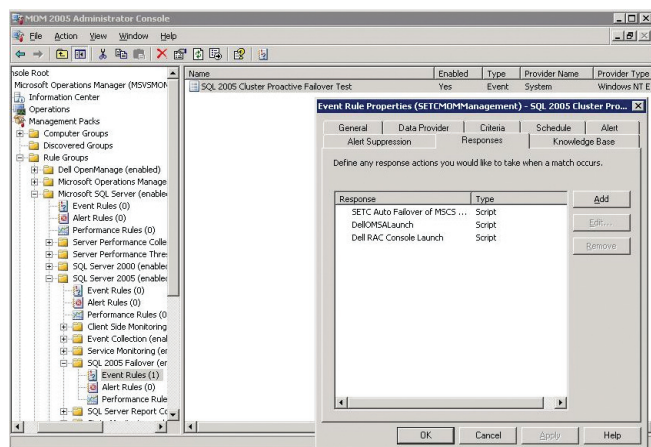 MOM 2005 Administrator Console
File Action View Window Help
nsole Root
Microsoft Operations Manager (MSVSMOM
Information Center
Operations
Management Packs
Computer Groups
Discovered Groups
Rule Groups
Dell OpenManage (enabled)
Microsoft Operations Manage
Microsoft SQL Server (enable
Event Rules (0)
Alert Rules (0)
Performance Rules (0)
Server Performance Colle
Server Performance Thre
SQL Server 2000 (enable
SQL Server 2005 (enable
Event Rules (0)
Alert Rules (0)
Performance Rules (0
Client Side Monitoring
Event Collection (enal
Service Monitoring (er
SQL 2005 Failover (er
Event Rules (1)
Alert Rules (0)
Performance Rule
SQL Server Report Co
Name Enabled Type Provider Name Provider Type
SQL 2005 Cluster Proactive Failover Test Yes Event System Windows NT E
Event Rule Properties (SETCMOMManagement) - SQL 2005 Cluster Pro...
General Data Provider Criteria Schedule Alert
Alert Suppression Responses Knowledge Base
Define any response actions you would like to take when a match occurs.
Response Type
SETC Auto Failover of MSCS ... Script
DellOMSALaunch Script
Dell RAC Console Launch Script
Add
Edit...
Remove
OK Cancel Apply Help